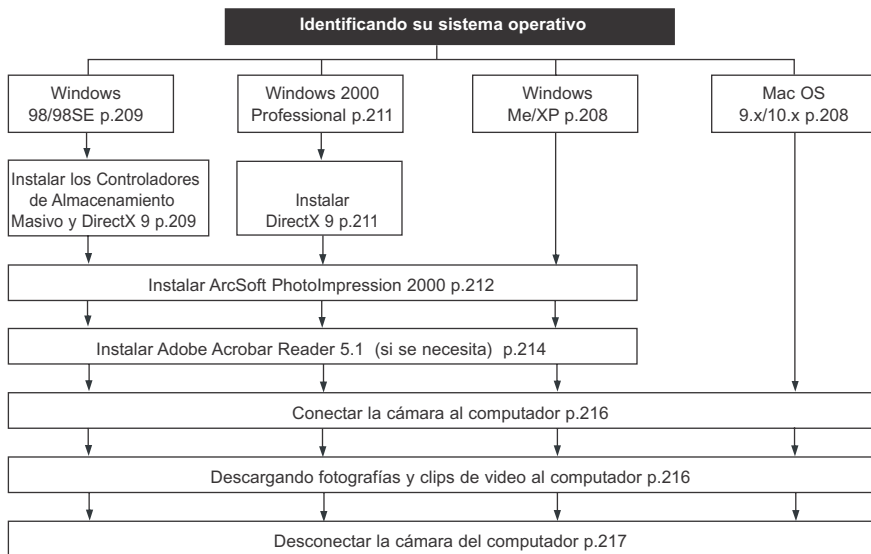 Identificando su sistema operativo
Windows
98/98SE p.209
Windows 2000
Professional p.211
Windows
Me/XP p.208
Mac OS
9.x/10.x p.208
Instalar los Controladores
de Almacenamiento
Masivo y DirectX 9 p.209
Instalar
DirectX 9 p.211
Instalar ArcSoft PhotoImpression 2000 p.212
Instalar Adobe Acrobar Reader 5.1 (si se necesita) p.214
Conectar la cámara al computador p.216
Descargando fotografías y clips de video al computador p.216
Desconectar la cámara del computador p.217